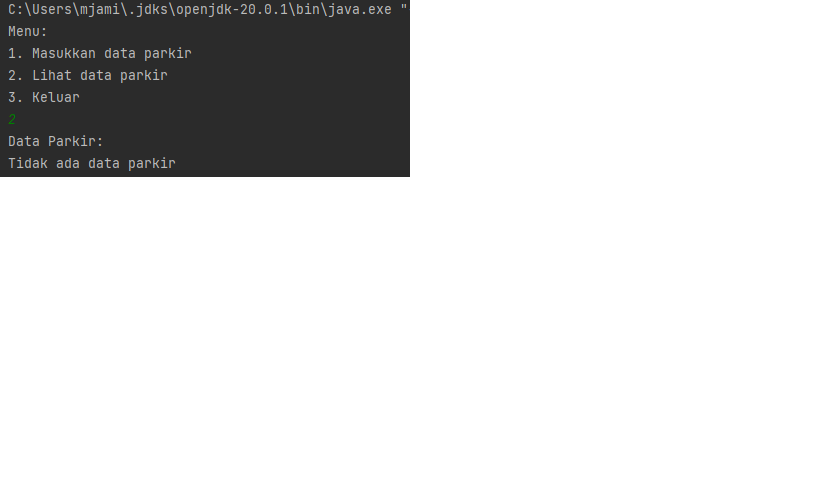 C:\Users\mjami\.jdks\openjdk-20.0.1\bin\java.exe "
Menu:
1. Masukkan data parkir
2. Lihat data parkir
3. Keluar
2
Data Parkir:
Tidak ada data parkir